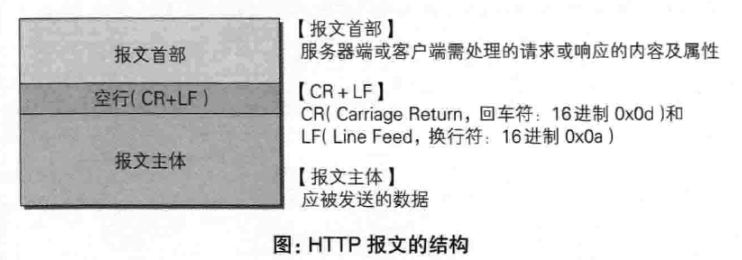 报文首部
空行(CR+LF)
报文主体
【报文首部】
服务器端或客户端需处理的请求或响应的内容及属性
【CR+LF】
CR(Carriage Return，回车符：16进制 0x0d)和
LF(Line Feed，换行符：16进制 0x0a)
【报文主体】
应被发送的数据
图：HTTP 报文的结构